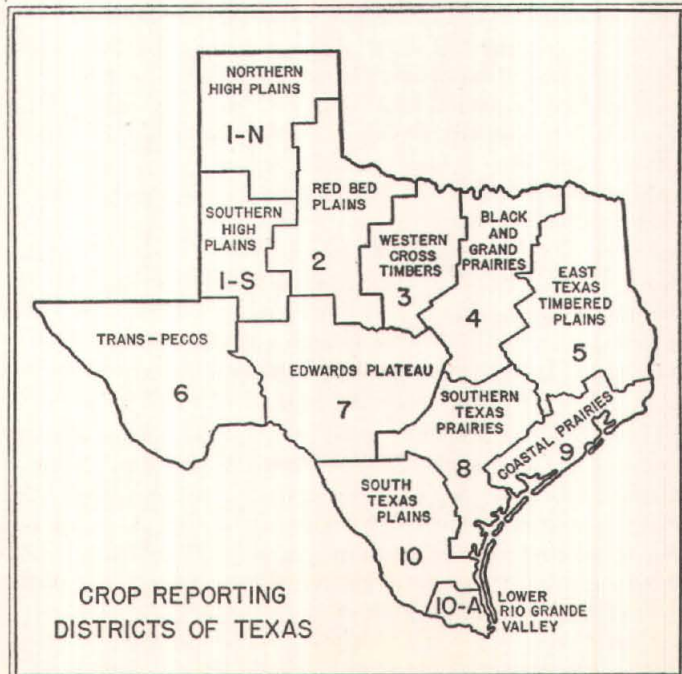 NORTHERN
HIGH PLAINS
1-N
RED BED
PLAINS
2
SOUTHERN
HIGH
PLAINS
1-S
WESTERN
CROSS
TIMBERS
3
BLACK
AND
GRAND
PRAIRIES
4
EAST
TEXAS
TIMBERED
PLAINS
5
TRANS-PECOS
6
EDWARDS PLATEAU
7
SOUTHERN
TEXAS
PRAIRIES
8
COASTAL PRAIRIES
9
SOUTH
TEXAS
PLAINS
10
10-A
LOWER
RIO GRANDE
VALLEY
CROP REPORTING
DISTRICTS OF TEXAS